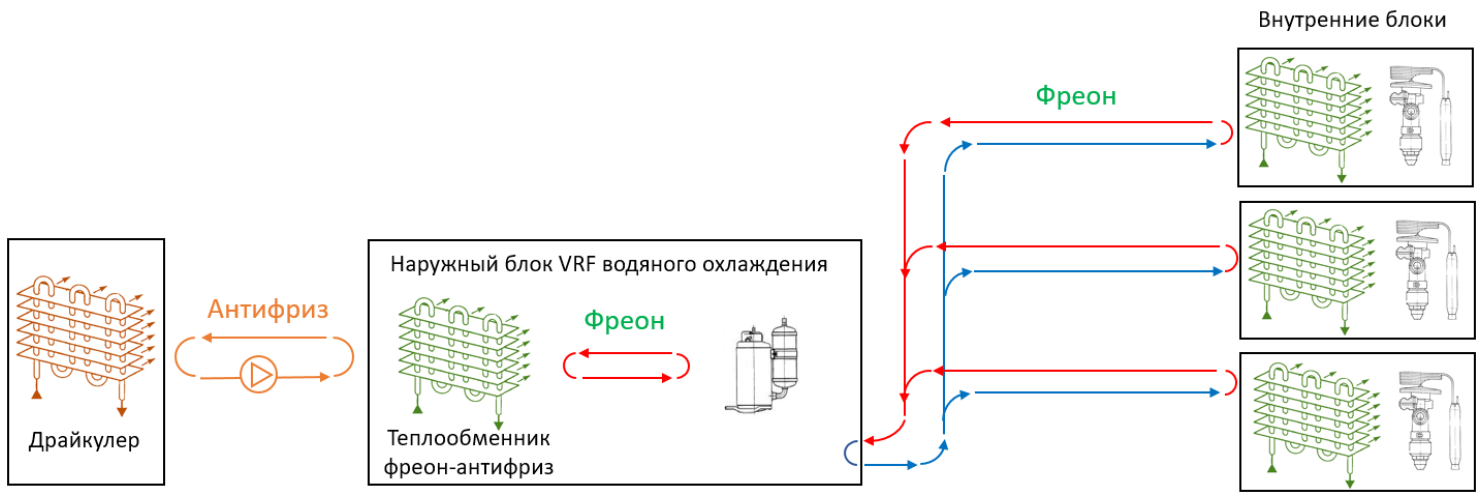 Внутренние блоки
Фреон
Наружный блок VRF водяного охлаждения
Антифриз
Фреон
Драйкулер
Теплообменник
фреон-антифриз